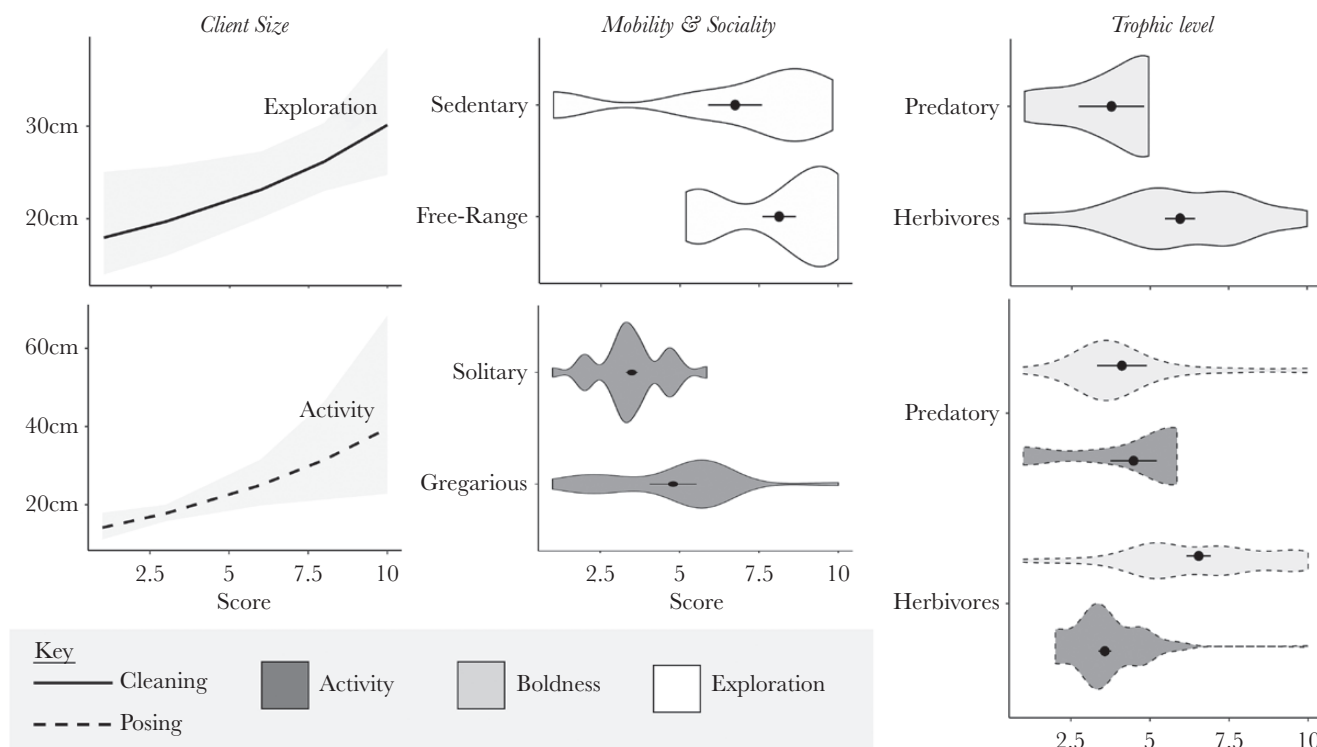 Client Size
Exploration
30cm
20cm
60cm
Activity
40cm
20cm
2.5 5 7.5 10
Score
Mobility & Sociality
Sedentary
Free-Range
Solitary
Gregarious
2.5 5 7.5 10
Score
Trophic level
Predatory
Herbivores
Predatory
Herbivores
2.5 5 10
Key
Cleaning
Posing
Activity
Boldness
Exploration